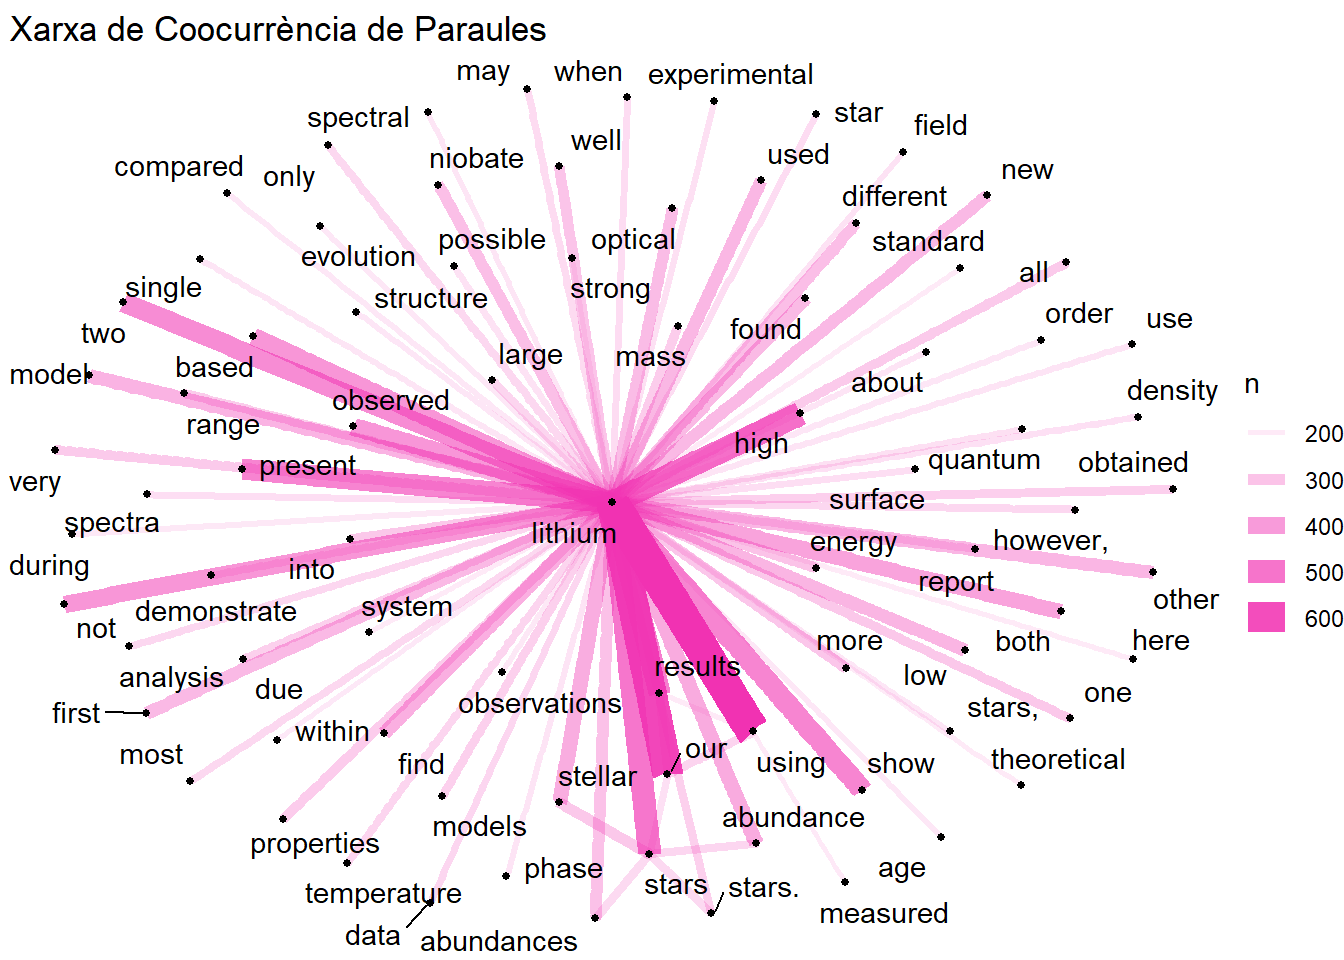 Xarxa de Coocurrència de Paraules
may
when
experimental
star
spectral
field
well
used
niobate
compared
only
new
different
possible
optical
standard
evolution
all
single
strong
structure
order
use
two
found
large
mass
based
model
about
n
density
observed
range
200
high
quantum
obtained
present
300
very
surface
spectra
400
lithium
energy
however,
during
into
500
report
other
demonstrate
system
600
not
more
both
here
results
analysis
low
due
one
observations
stars,
first
within
our
most
find
stellar
using
show
theoretical
abundance
models
properties
phase
age
stars
stars.
temperature
measured
data
abundances